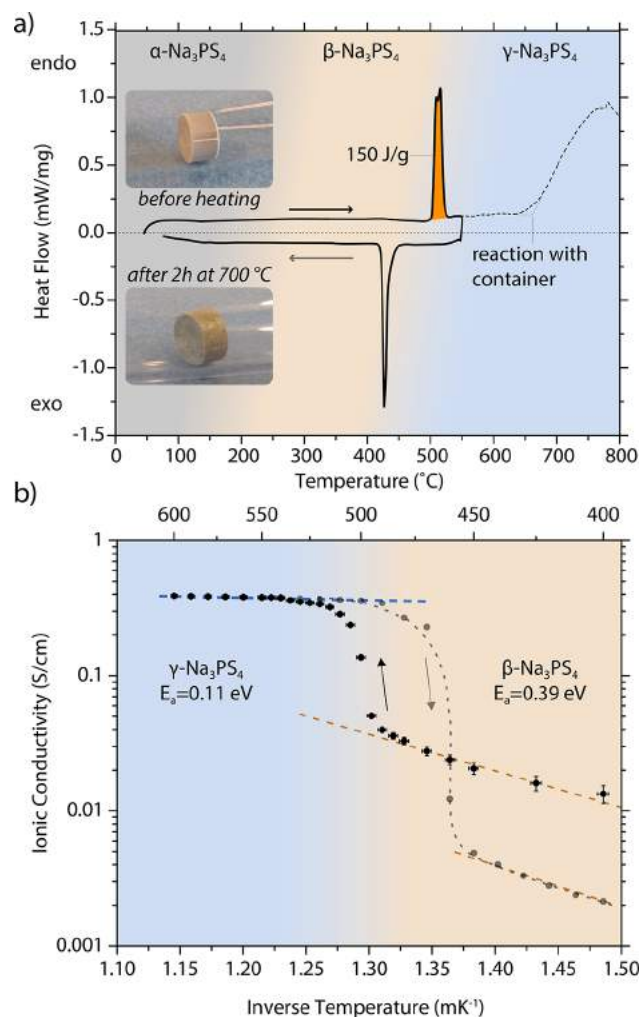 a)
endo
Heat Flow (mW/mg)
exo
1.5
1.0
0.5
0.0
-0.5
-1.0
-1.5
α-Na₃PS₄
β-Na₃PS₄
γ-Na₃PS₄
before heating
150 J/g
after 2h at 700 °C
reaction with
container
0 100 200 300 400 500 600 700 800
Temperature (˚C)
b)
600 550 500 450 400
Ionic Conductivity (S/cm)
1
0.1
0.01
0.001
γ-Na₃PS₄
Eₐ=0.11 eV
β-Na₃PS₄
Eₐ=0.39 eV
1.10 1.15 1.20 1.25 1.30 1.35 1.40 1.45 1.50
Inverse Temperature (mK⁻¹)